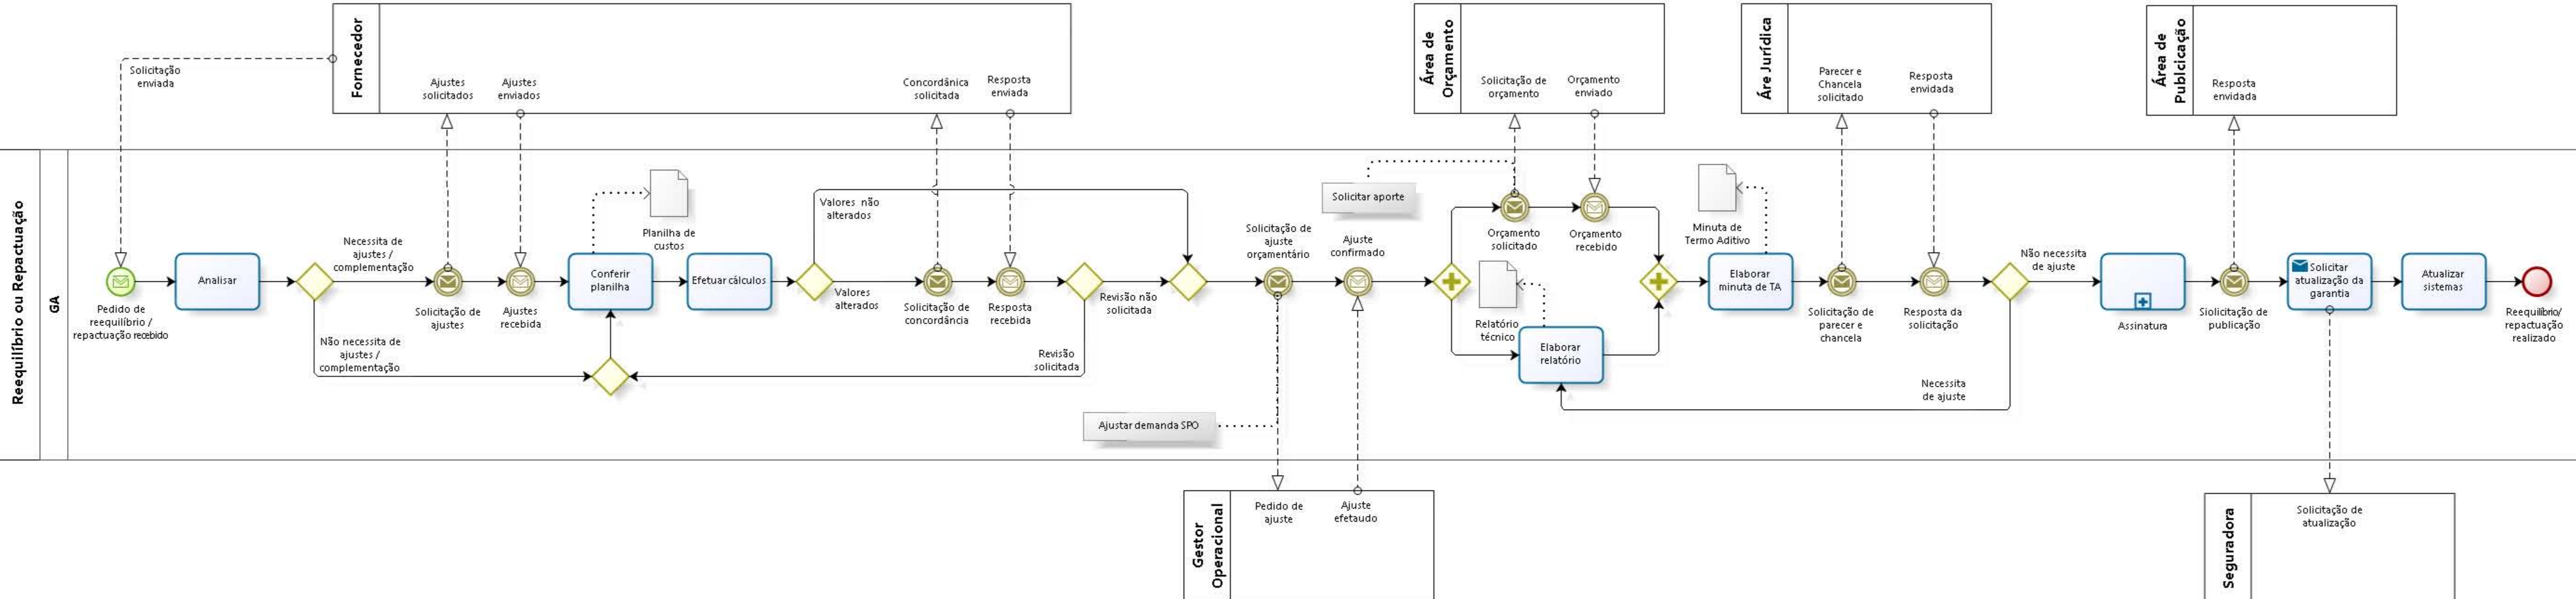 Fornecedor
Solicitação
enviada
Ajustes
solicitados
Ajustes
enviados
Concordânica
solicitada
Resposta
enviada
Área de
Orçamento
Solicitação de
orçamento
Orçamento
enviado
Áre Jurídica
Parecer e
Chancela
solicitado
Resposta
envidada
Área de
Publcicação
Resposta
envidada
Reequilíbrio ou Repactuação
GA
Pedido de
reequilíbrio /
repactuação recebido
Analisar
Necessita de
ajustes /
complementação
Não necessita de
ajustes /
complementação
Solicitação de
ajustes
Ajustes
recebida
Planilha de
custos
Conferir
planilha
Efetuar cálculos
Valores não
alterados
Valores
alterados
Solicitação de
concordância
Resposta
recebida
Revisão não
solicitada
Revisão
solicitada
Solicitação de
ajuste
orçamentário
Ajuste
confirmado
Ajustar demanda SPO
Solicitar aporte
Orçamento
solicitado
Orçamento
recebido
Relatório
técnico
Elaborar
relatório
Minuta de
Termo Aditivo
Elaborar
minuta de TA
Solicitação de
parecer e
chancela
Resposta da
solicitação
Não necessita
de ajuste
Necessita
de ajuste
Assinatura
Siolicitação de
publicação
Solicitar
atualização da
garantia
Atualizar
sistemas
Reequilíbrio/
repactuação
realizado
Gestor
Operacional
Pedido de
ajuste
Ajuste
efetaudo
Seguradora
Solicitação de
atualização